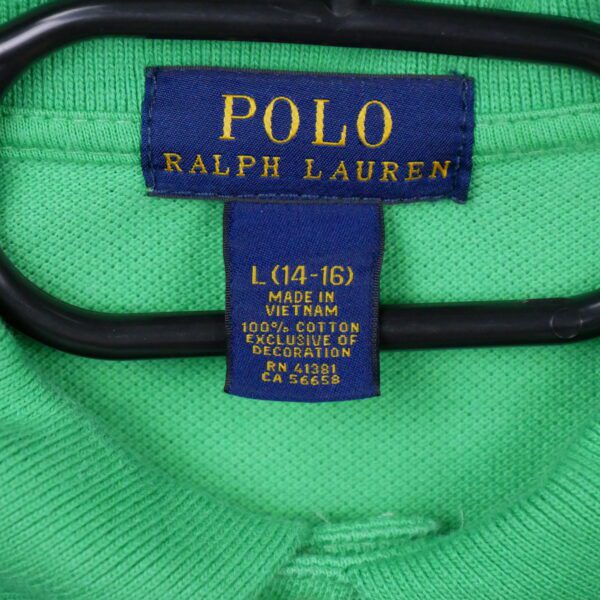 POLO
RALPH LAUREN
L (14-16)
MADE IN
VIETNAM
100% COTTON
EXCLUSIVE OF
DECORATION
RN 41381
CA 56658